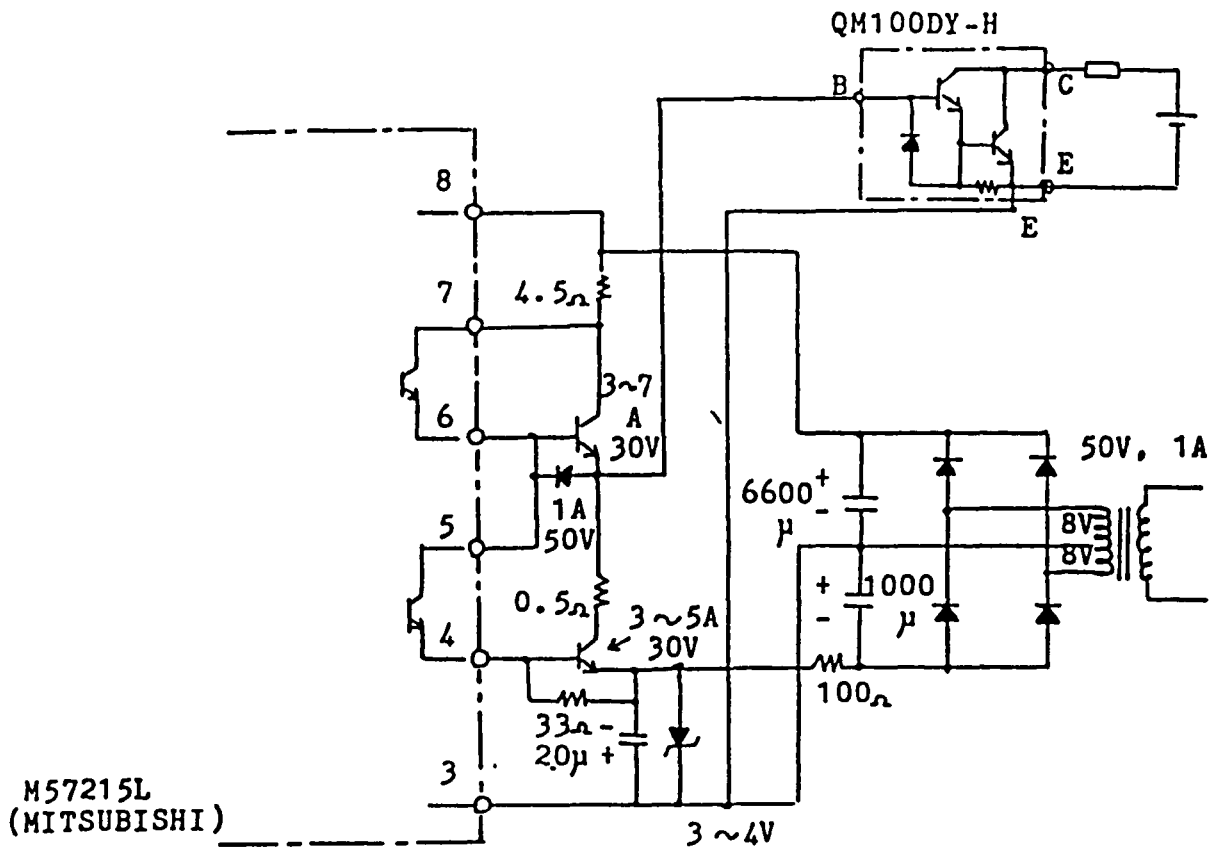 QM100DY-H
B
C
E
E
8
7
4.5Ω
6
3~7
A
30V
1A
50V
5
0.5Ω
4
3~5A
30V
33Ω
20μ
3
3~4V
6600
μ
+
-
+
-
1000
μ
100Ω
-
+
50V, 1A
8V
8V
M57215L
(MITSUBISHI)